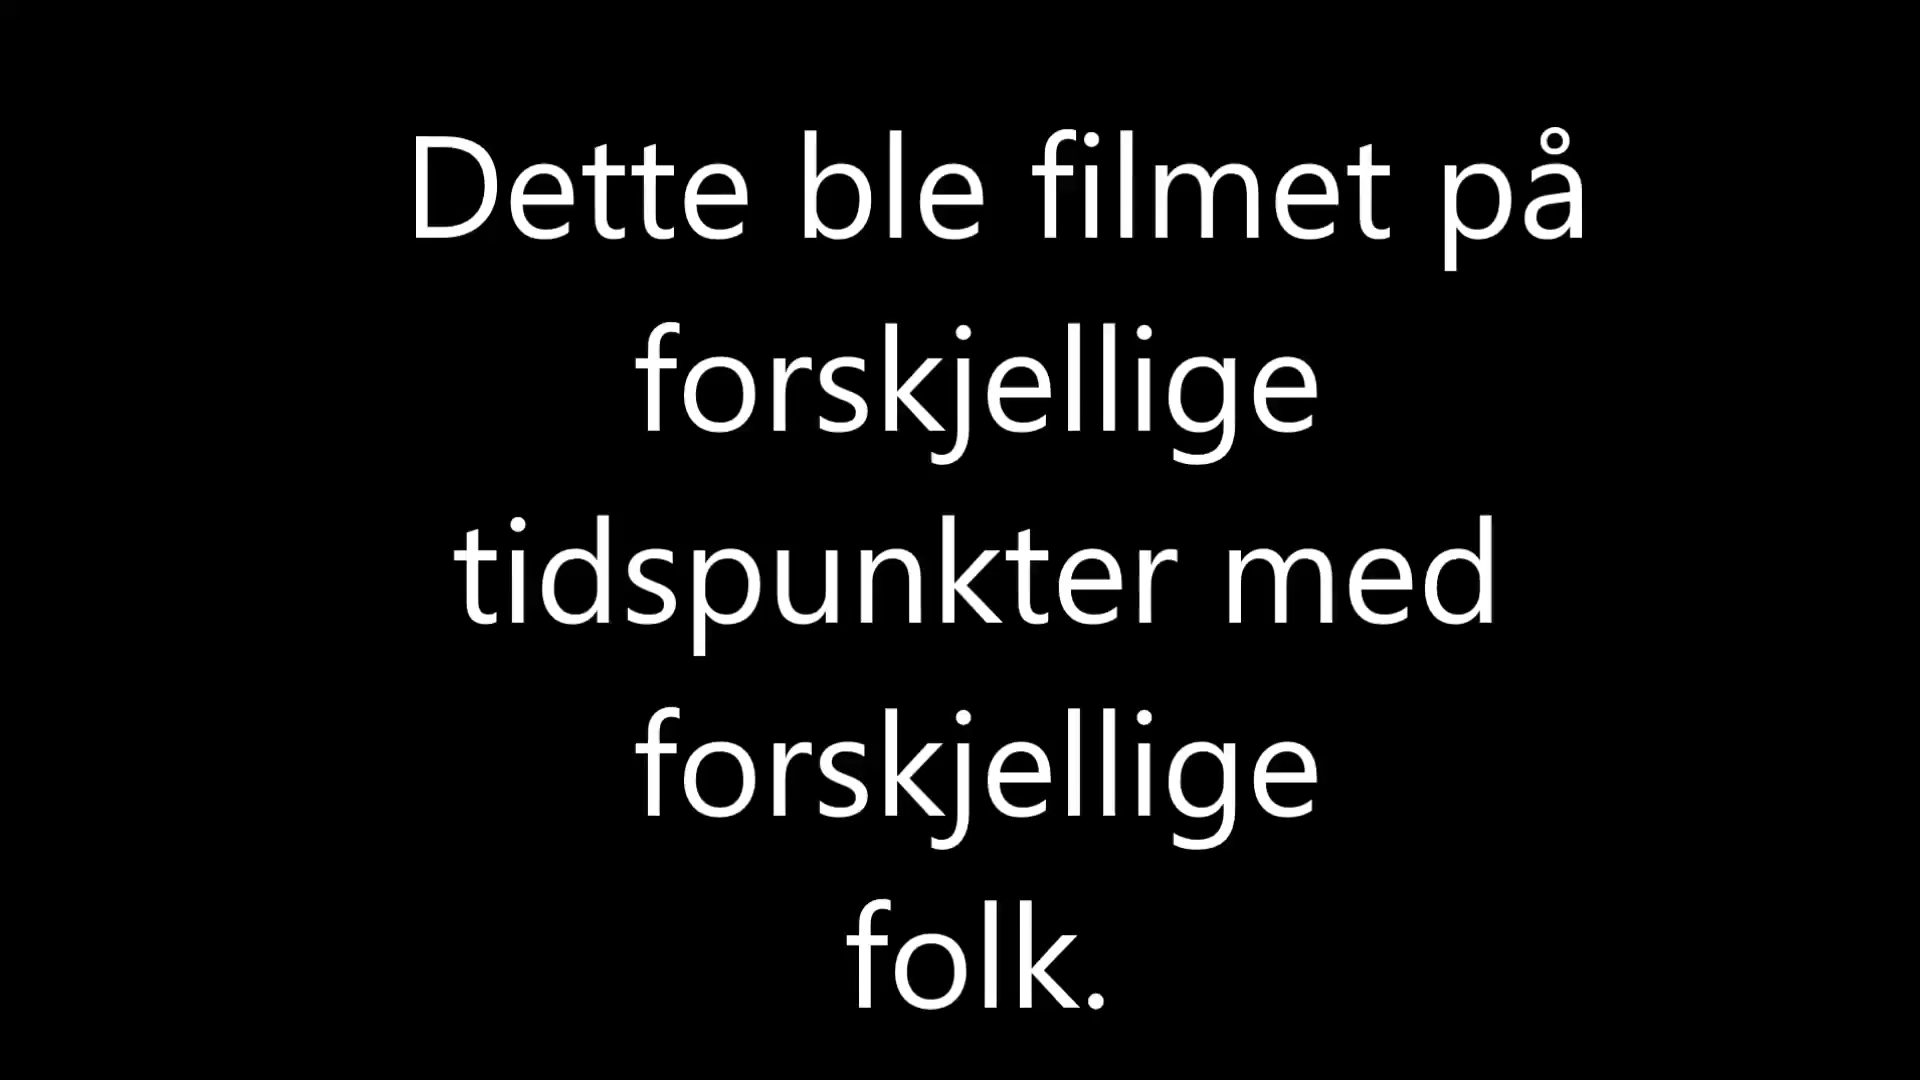 Dette ble filmet på
forskjellige
tidspunkter med
forskjellige
folk.